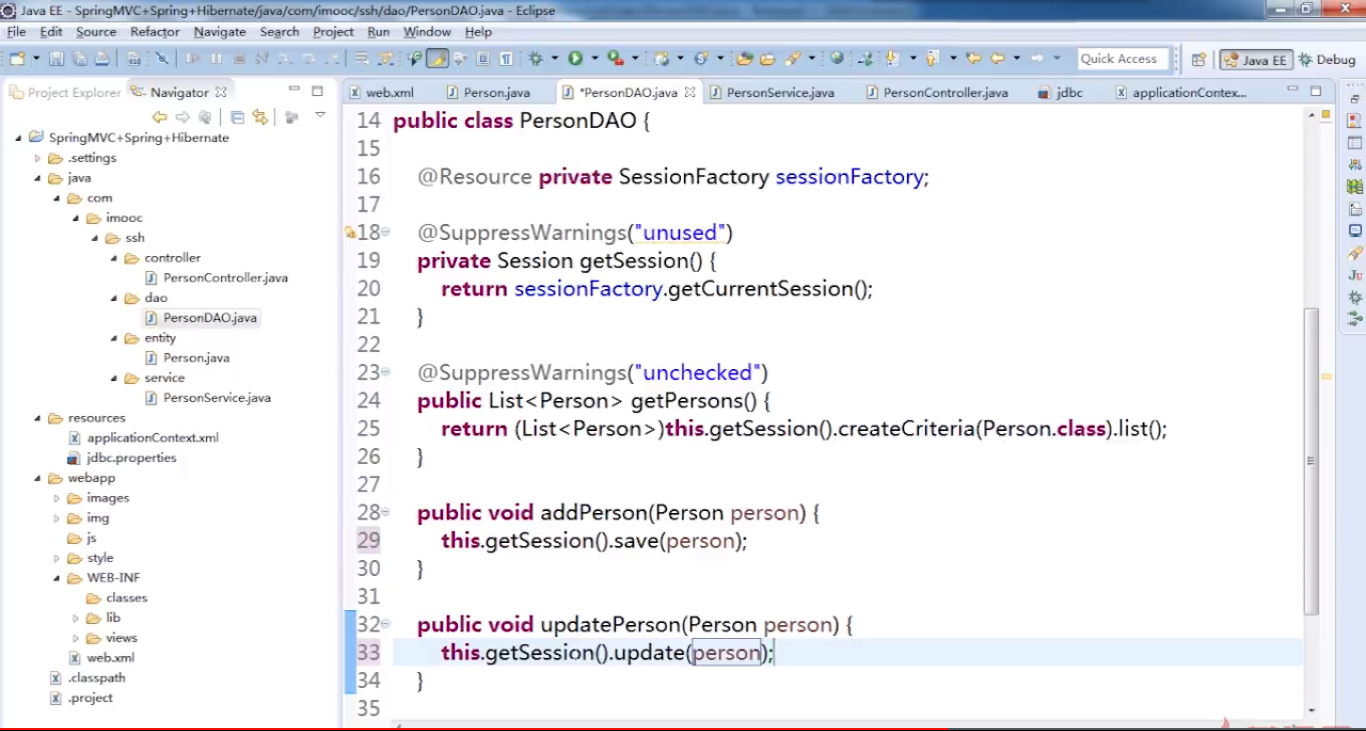 Java EE - SpringMVC+Spring+Hibernate/java/com/imooc/ssh/dao/PersonDAO.java - Eclipse
File Edit Source Refactor Navigate Search Project Run Window Help
Quick Access Java EE Debug
Project Explorer Navigator
web.xml Person.java *PersonDAO.java PersonService.java PersonController.java jdbc applicationContex...
SpringMVC+Spring+Hibernate
.settings
java
com
imooc
ssh
controller
PersonController.java
dao
PersonDAO.java
entity
Person.java
service
PersonService.java
resources
applicationContext.xml
jdbc.properties
webapp
images
img
js
style
WEB-INF
classes
lib
views
web.xml
.classpath
.project
14 public class PersonDAO {
15
16 @Resource private SessionFactory sessionFactory;
17
18 @SuppressWarnings("unused")
19 private Session getSession() {
20 return sessionFactory.getCurrentSession();
21 }
22
23 @SuppressWarnings("unchecked")
24 public List<Person> getPersons() {
25 return (List<Person>)this.getSession().createCriteria(Person.class).list();
26 }
27
28 public void addPerson(Person person) {
29 this.getSession().save(person);
30 }
31
32 public void updatePerson(Person person) {
33 this.getSession().update(person);
34 }
35